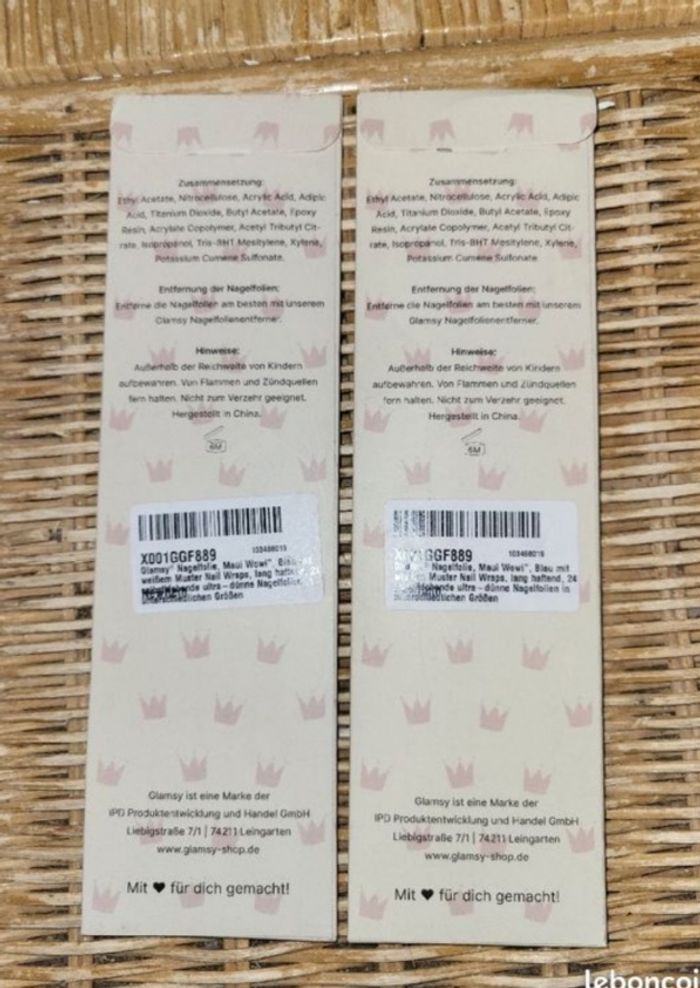 Zusammensetzung:
Ethyl Acetate, Nitrocellulose, Acrylic Acid, Adipic
Acid, Titanium Dioxide, Butyl Acetate, Epoxy
Resin, Acrylate Copolymer, Acetyl Tributyl Cit-
rate, Isopropanol, Tris-BHT Mesitylene, Xylene,
Potassium Cumene Sulfonate.
Entfernung der Nagelfolien:
Entferne die Nagelfolien am besten mit unserem
Glamsy Nagelfolienentferner.
Hinweise:
Außerhalb der Reichweite von Kindern
aufbewahren. Von Flammen und Zündquellen
fern halten. Nicht zum Verzehr geeignet.
Hergestellt in China.
6M
X001GGF889
103468019
Glamsy® Nagelfolie, Maui Wowi",
weißem Muster Nail Wraps, lang haftend, 24
ultra - dünne Nagelfolien
unterschiedlichen Größen
Glamsy ist eine Marke der
IPD Produktentwicklung und Handel GmbH
Liebigstraße 7/1 | 74211 Leingarten
www.glamsy-shop.de
Mit ♥ für dich gemacht!
Zusammensetzung:
Ethyl Acetate, Nitrocellulose, Acrylic Acid, Adipic
Acid, Titanium Dioxide, Butyl Acetate, Epoxy
Resin, Acrylate Copolymer, Acetyl Tributyl Cit-
rate, Isopropanol, Tris-BHT Mesitylene, Xylene,
Potassium Cumene Sulfonate.
Entfernung der Nagelfolien:
Entferne die Nagelfolien am besten mit unserem
Glamsy Nagelfolienentferner.
Hinweise:
Außerhalb der Reichweite von Kindern
aufbewahren. Von Flammen und Zündquellen
fern halten. Nicht zum Verzehr geeignet.
Hergestellt in China.
6M
X001GGF889
103468019
Nagelfolie, Maui Wowi", Blau mit
Muster Nail Wraps, lang haftend, 24
ultra - dünne Nagelfolien in
unterschiedlichen Größen
Glamsy ist eine Marke der
IPD Produktentwicklung und Handel GmbH
Liebigstraße 7/1 | 74211 Leingarten
www.glamsy-shop.de
Mit ♥ für dich gemacht!
leboncoi